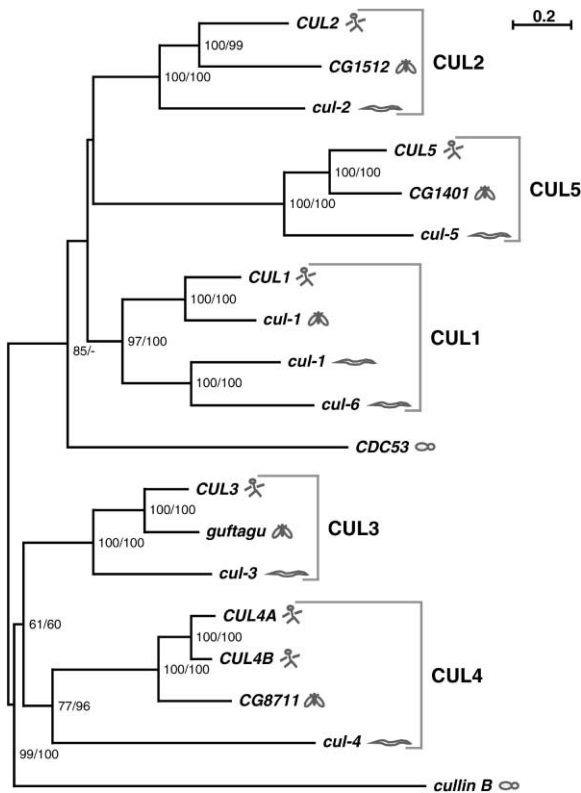 0.2
CUL2
100/99
CG1512
100/100
cul-2
CUL2
CUL5
100/100
CG1401
100/100
cul-5
CUL5
CUL1
100/100
cul-1
97/100
cul-1
100/100
cul-6
CUL1
85/-
CDC53
CUL3
100/100
guftagu
100/100
cul-3
CUL3
61/60
CUL4A
100/100
CUL4B
100/100
CG8711
77/96
cul-4
CUL4
99/100
cullin B